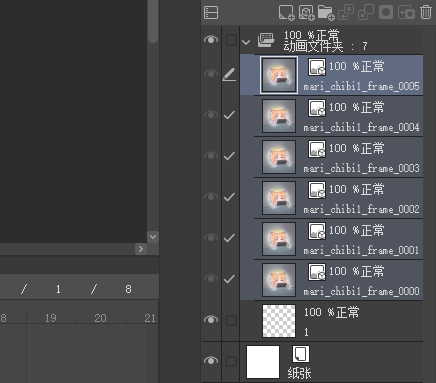 100 %正常
动画文件夹 : 7
100 %正常
mari_chibi1_frame_0005
100 %正常
mari_chibi1_frame_0004
100 %正常
mari_chibi1_frame_0003
100 %正常
mari_chibi1_frame_0002
100 %正常
mari_chibi1_frame_0001
100 %正常
mari_chibi1_frame_0000
100 %正常
1
纸张
/ 1 / 8
8 19 20 21